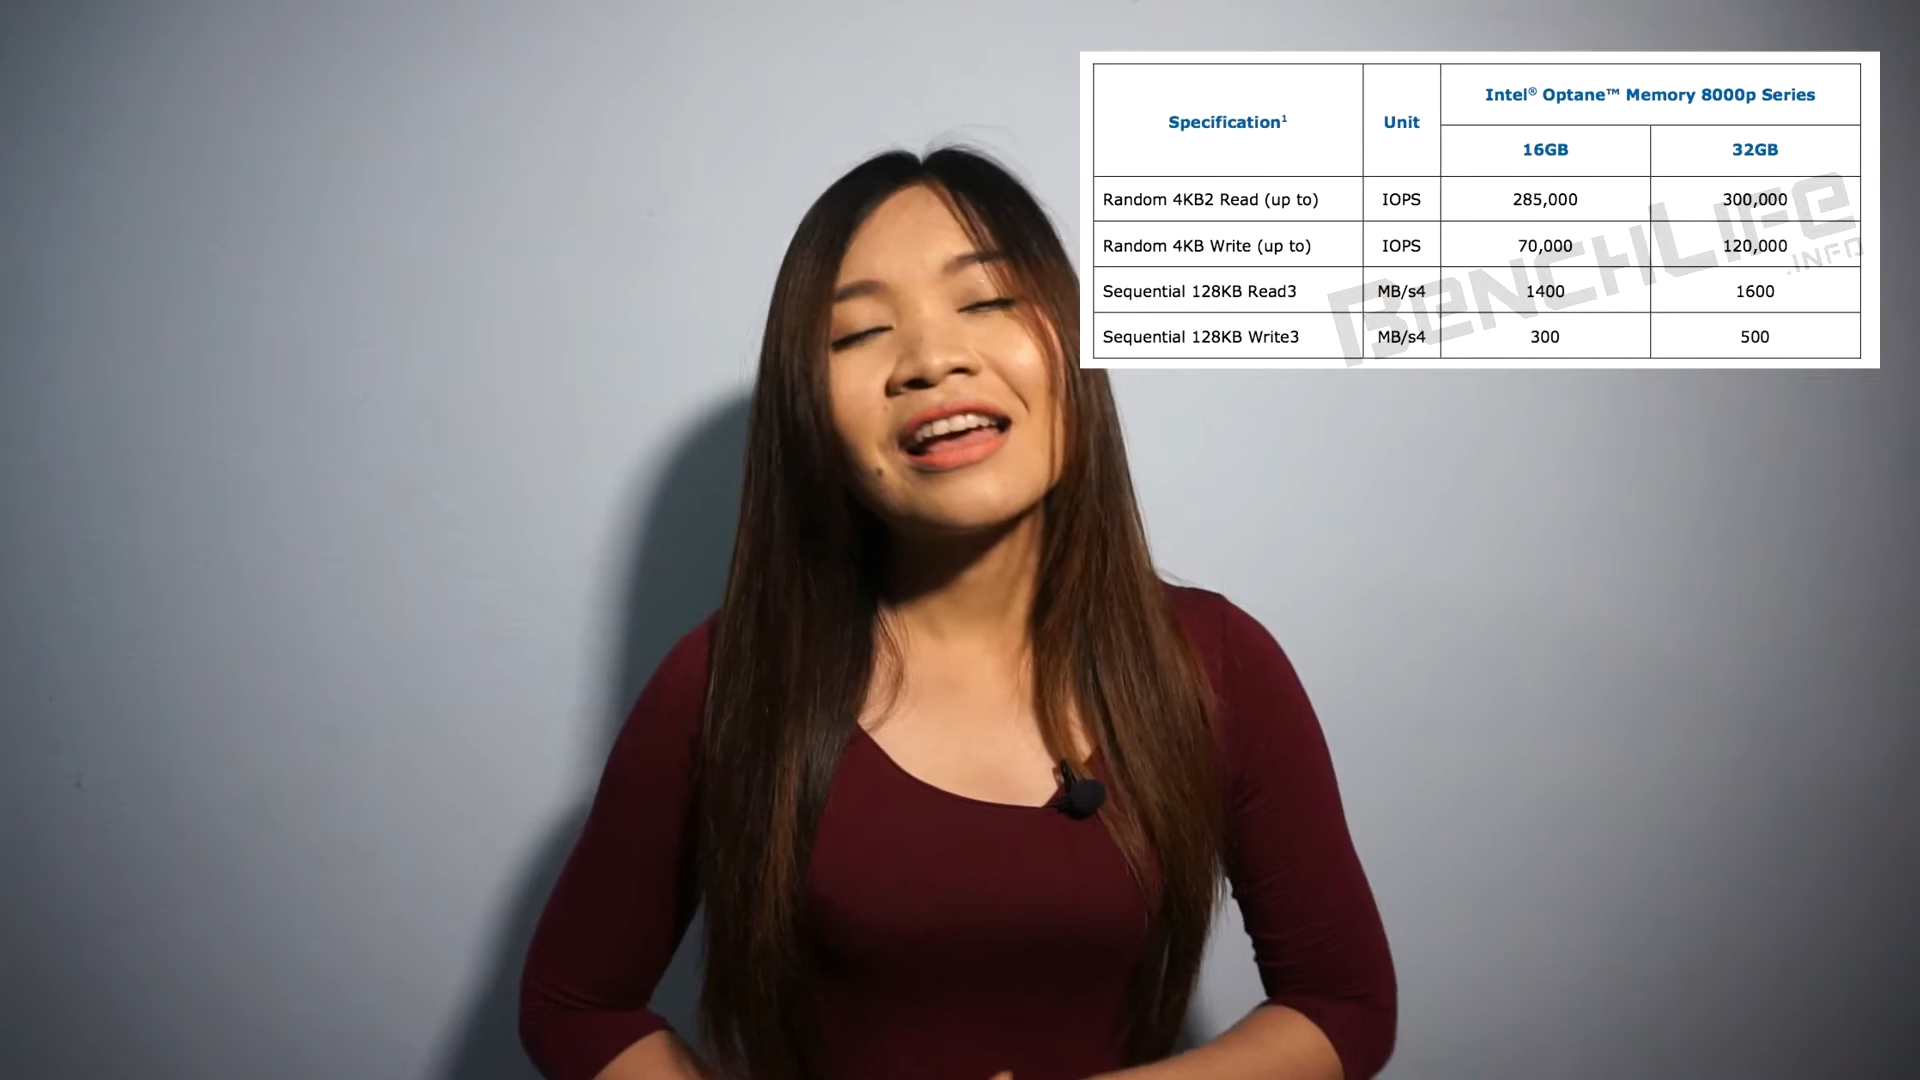 Specification¹ Unit Intel® Optane™ Memory 8000p Series
16GB 32GB
Random 4KB2 Read (up to) IOPS 285,000 300,000
Random 4KB Write (up to) IOPS 70,000 120,000
Sequential 128KB Read3 MB/s4 1400 1600
Sequential 128KB Write3 MB/s4 300 500
BENCHLIFE
.INFO